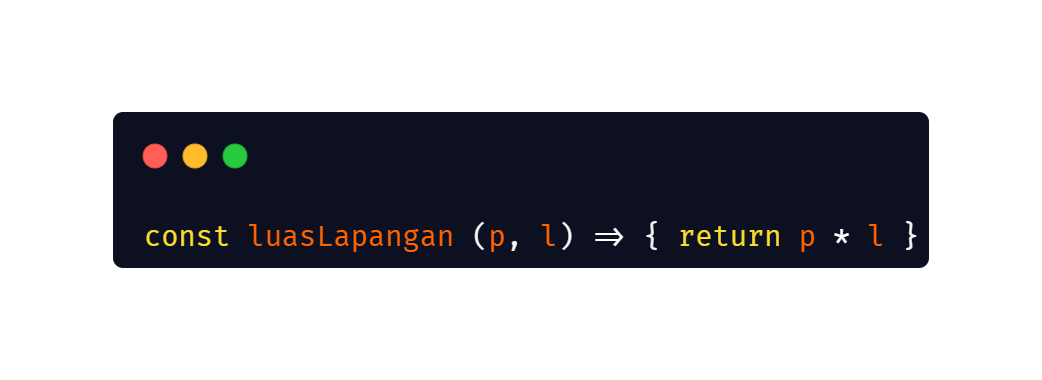 const luasLapangan (p, l) => { return p * l }